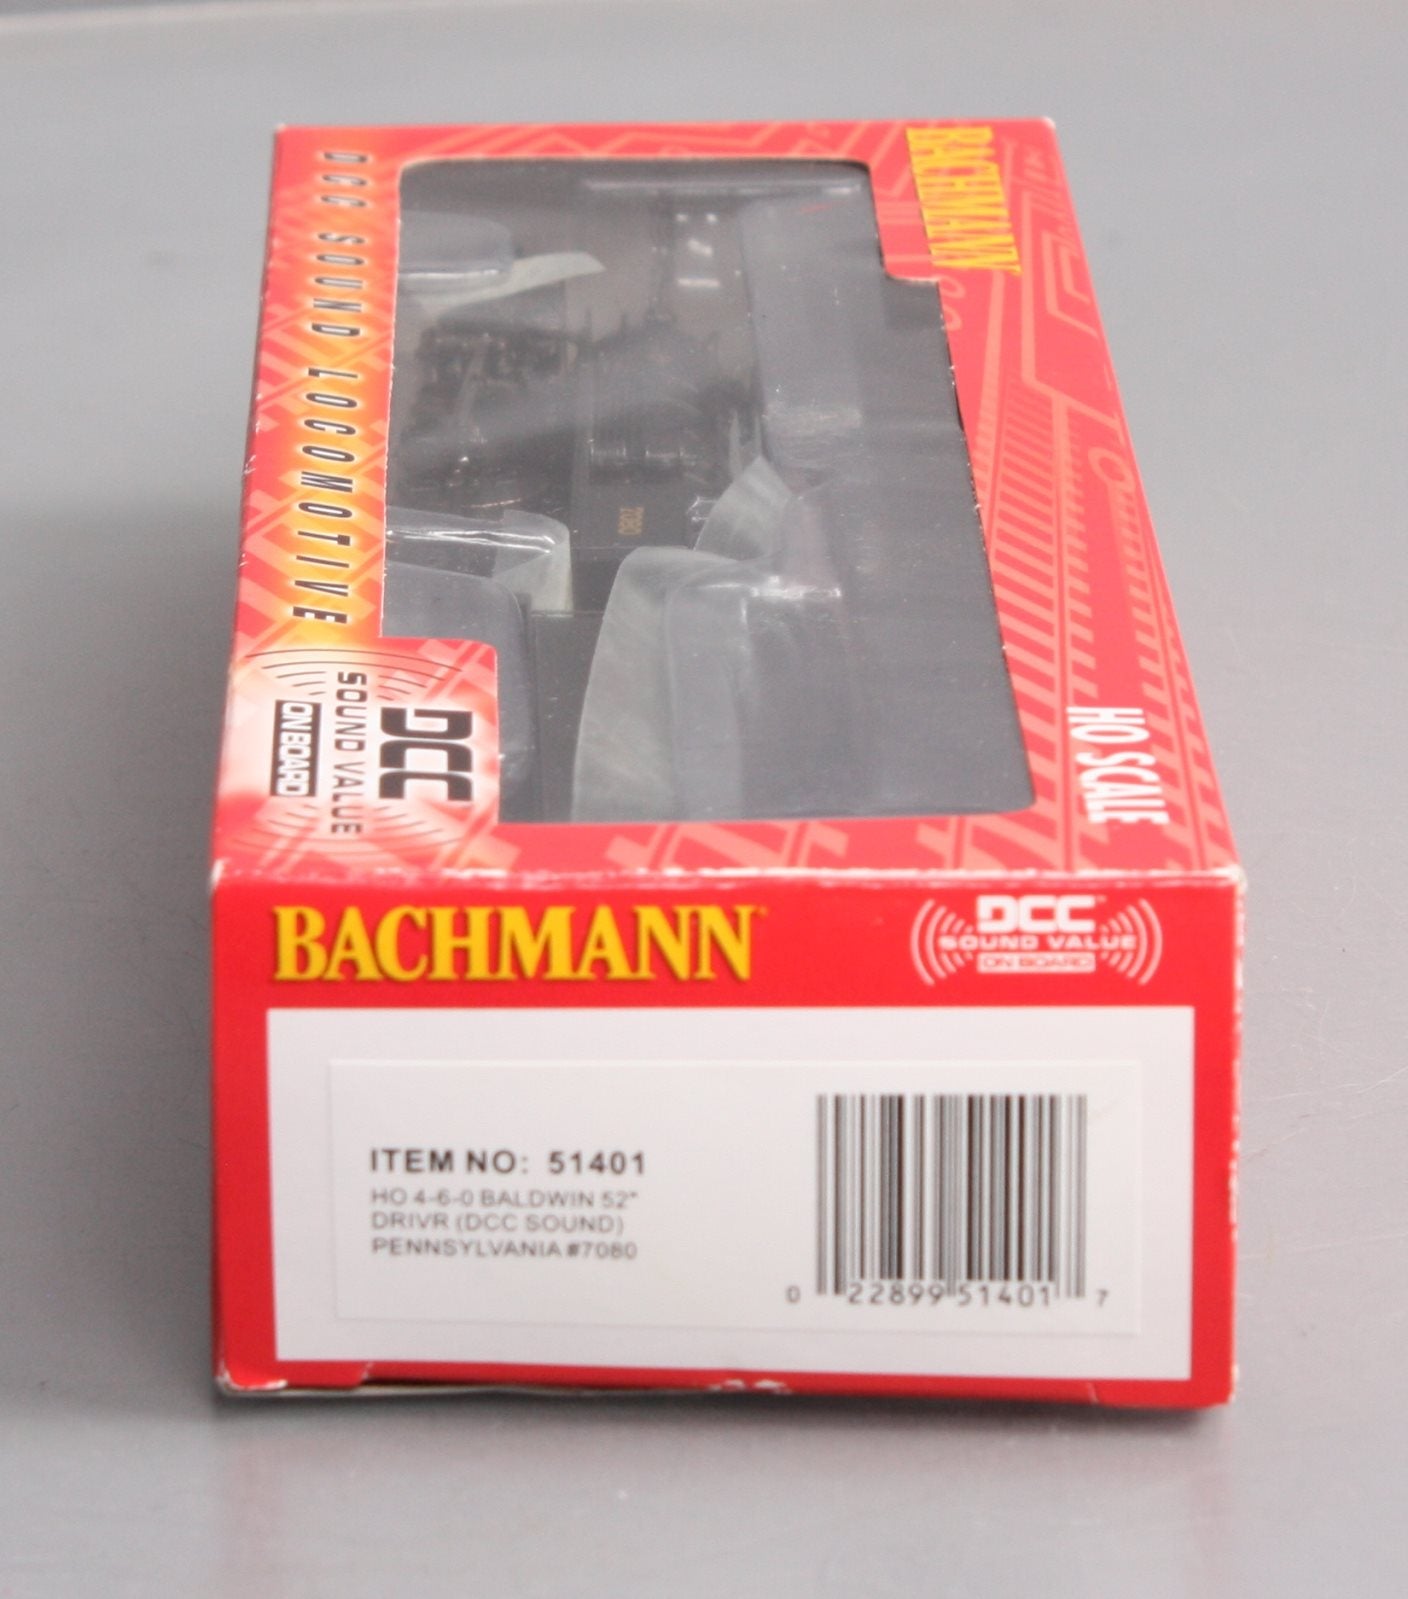 BACHMANN
HO SCALE
7080
DCC SOUND LOCOMOTIVE
DCC
SOUND VALUE
ON BOARD
BACHMANN
DCC™
SOUND VALUE
ON BOARD
ITEM NO: 51401
HO 4-6-0 BALDWIN 52"
DRIVR (DCC SOUND)
PENNSYLVANIA #7080
0 22899 51401 7